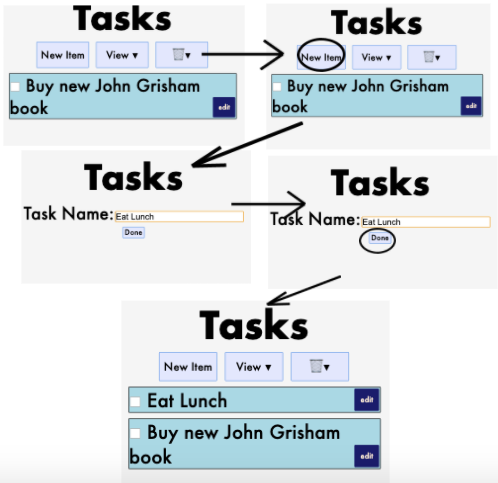 Tasks
New Item View ▾ 🗑▾
Buy new John Grisham
book
edit
Tasks
New Item View ▾ 🗑▾
Buy new John Grisham
book
edit
Tasks
Task Name: Eat Lunch
Done
Tasks
Task Name: Eat Lunch
Done
Tasks
New Item View ▾ 🗑▾
Eat Lunch
edit
Buy new John Grisham
book
edit